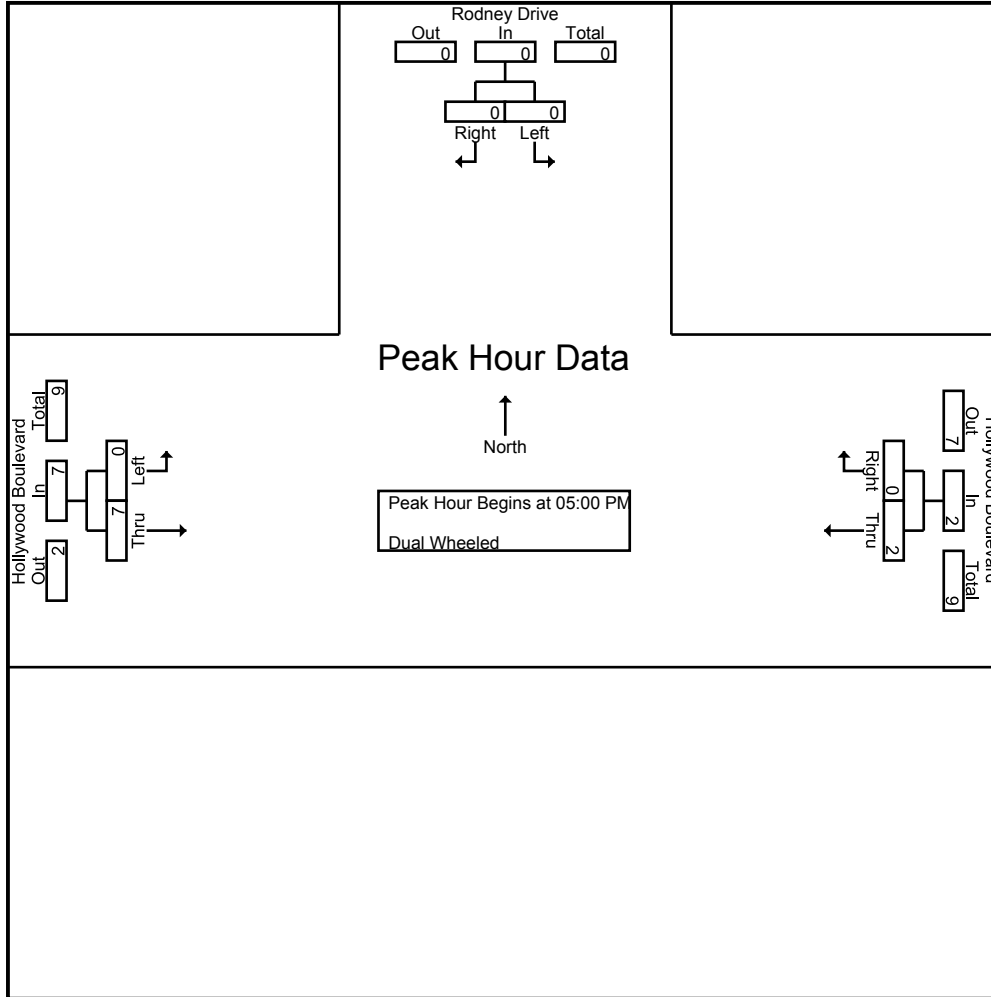 Rodney Drive
Out In Total
0 0 0
0 0
Right Left
Peak Hour Data
North
Peak Hour Begins at 05:00 PM
Dual Wheeled
Hollywood Boulevard
Out In Total
2 7 9
7 0
Thru Left
Hollywood Boulevard
Out In Total
7 2 9
0 2
Right Thru